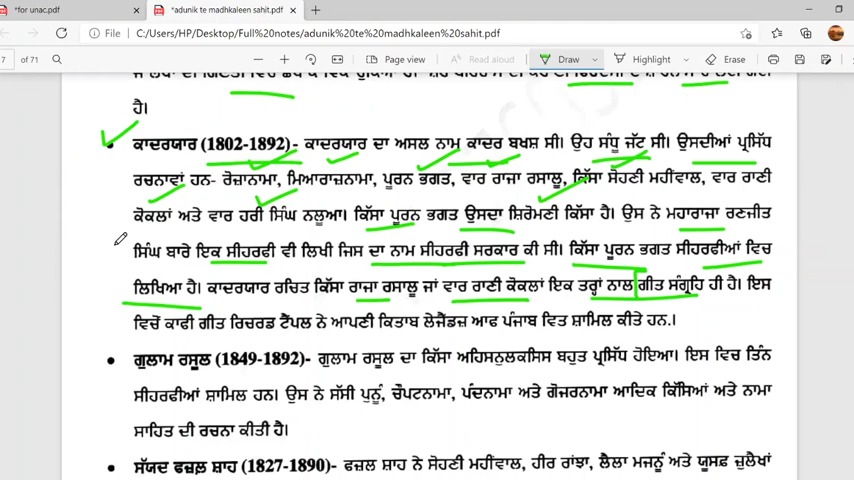 *for unac.pdf
*adunik te madhkaleen sahit.pdf
File C:/Users/HP/Desktop/Full%20notes/adunik%20te%20madhkaleen%20sahit.pdf
7 of 71 Page view Read aloud Draw Highlight Erase
ਹੈ।
ਕਾਦਰਯਾਰ (1802-1892)- ਕਾਦਰਯਾਰ ਦਾ ਅਸਲ ਨਾਮ ਕਾਦਰ ਬਖਸ਼ ਸੀ। ਉਹ ਸੰਧੂ ਜੱਟ ਸੀ। ਉਸਦੀਆਂ ਪ੍ਰਸਿੱਧ
ਰਚਨਾਵਾਂ ਹਨ- ਰੋਜ਼ਾਨਾਮਾ, ਮਿਆਰਾਜ਼ਨਾਮਾ, ਪੂਰਨ ਭਗਤ, ਵਾਰ ਰਾਜਾ ਰਸਾਲੂ, ਕਿੱਸਾ ਸੋਹਣੀ ਮਹੀਂਵਾਲ, ਵਾਰ ਰਾਣੀ
ਕੋਕਲਾਂ ਅਤੇ ਵਾਰ ਹਰੀ ਸਿੰਘ ਨਲੂਆ। ਕਿੱਸਾ ਪੂਰਨ ਭਗਤ ਉਸਦਾ ਸ਼ਿਰੋਮਣੀ ਕਿੱਸਾ ਹੈ। ਉਸ ਨੇ ਮਹਾਰਾਜਾ ਰਣਜੀਤ
ਸਿੰਘ ਬਾਰੇ ਇਕ ਸੀਹਰਫੀ ਵੀ ਲਿਖੀ ਜਿਸ ਦਾ ਨਾਮ ਸੀਹਰਫੀ ਸਰਕਾਰ ਕੀ ਸੀ। ਕਿੱਸਾ ਪੂਰਨ ਭਗਤ ਸੀਹਰਫੀਆਂ ਵਿਚ
ਲਿਖਿਆ ਹੈ। ਕਾਦਰਯਾਰ ਰਚਿਤ ਕਿੱਸਾ ਰਾਜਾ ਰਸਾਲੂ ਜਾਂ ਵਾਰ ਰਾਣੀ ਕੋਕਲਾਂ ਇਕ ਤਰ੍ਹਾਂ ਨਾਲ ਗੀਤ ਸੰਗ੍ਰਹਿ ਹੀ ਹੈ। ਇਸ
ਵਿਚੋਂ ਕਾਫੀ ਗੀਤ ਰਿਚਰਡ ਟੈਂਪਲ ਨੇ ਆਪਣੀ ਕਿਤਾਬ ਲੇਜੈਂਡਜ਼ ਆਫ ਪੰਜਾਬ ਵਿਤ ਸ਼ਾਮਿਲ ਕੀਤੇ ਹਨ.।
ਗੁਲਾਮ ਰਸੂਲ (1849-1892)- ਗੁਲਾਮ ਰਸੂਲ ਦਾ ਕਿੱਸਾ ਅਹਿਸਨੁਲਕਸਿਸ ਬਹੁਤ ਪ੍ਰਸਿੱਧ ਹੋਇਆ। ਇਸ ਵਿਚ ਤਿੰਨ
ਸੀਹਰਫੀਆਂ ਸ਼ਾਮਿਲ ਹਨ। ਉਸ ਨੇ ਸੱਸੀ ਪੁਨੂੰ, ਚੌਪਟਨਾਮਾ, ਪੰਦਨਾਮਾ ਅਤੇ ਗੋਜਰਨਾਮਾ ਆਦਿਕ ਕਿੱਸਿਆਂ ਅਤੇ ਨਾਮਾ
ਸਾਹਿਤ ਦੀ ਰਚਨਾ ਕੀਤੀ ਹੈ।
ਸੱਯਦ ਫਜ਼ਲ ਸ਼ਾਹ (1827-1890)- ਫਜ਼ਲ ਸ਼ਾਹ ਨੇ ਸੋਹਣੀ ਮਹੀਂਵਾਲ, ਹੀਰ ਰਾਂਝਾ, ਲੈਲਾ ਮਜਨੂੰ ਅਤੇ ਯੂਸਫ਼ ਜ਼ੁਲੈਖਾਂ